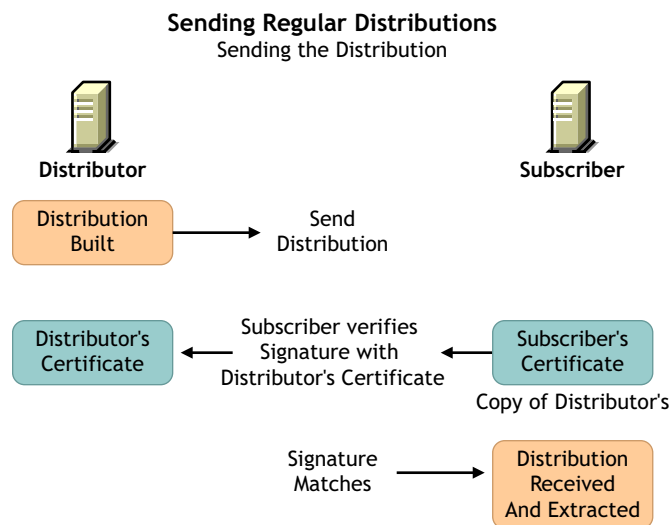 Sending Regular Distributions
Sending the Distribution
Distributor
Subscriber
Distribution
Built
Send
Distribution
Distributor's
Certificate
Subscriber verifies
Signature with
Distributor's Certificate
Subscriber's
Certificate
Copy of Distributor's
Signature
Matches
Distribution
Received
And Extracted